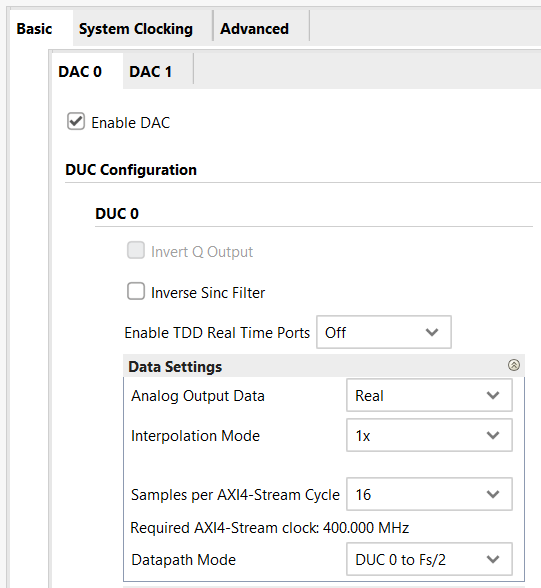 Basic System Clocking Advanced
DAC 0 DAC 1
Enable DAC
DUC Configuration
DUC 0
Invert Q Output
Inverse Sinc Filter
Enable TDD Real Time Ports Off
Data Settings
Analog Output Data Real
Interpolation Mode 1x
Samples per AXI4-Stream Cycle 16
Required AXI4-Stream clock: 400.000 MHz
Datapath Mode DUC 0 to Fs/2